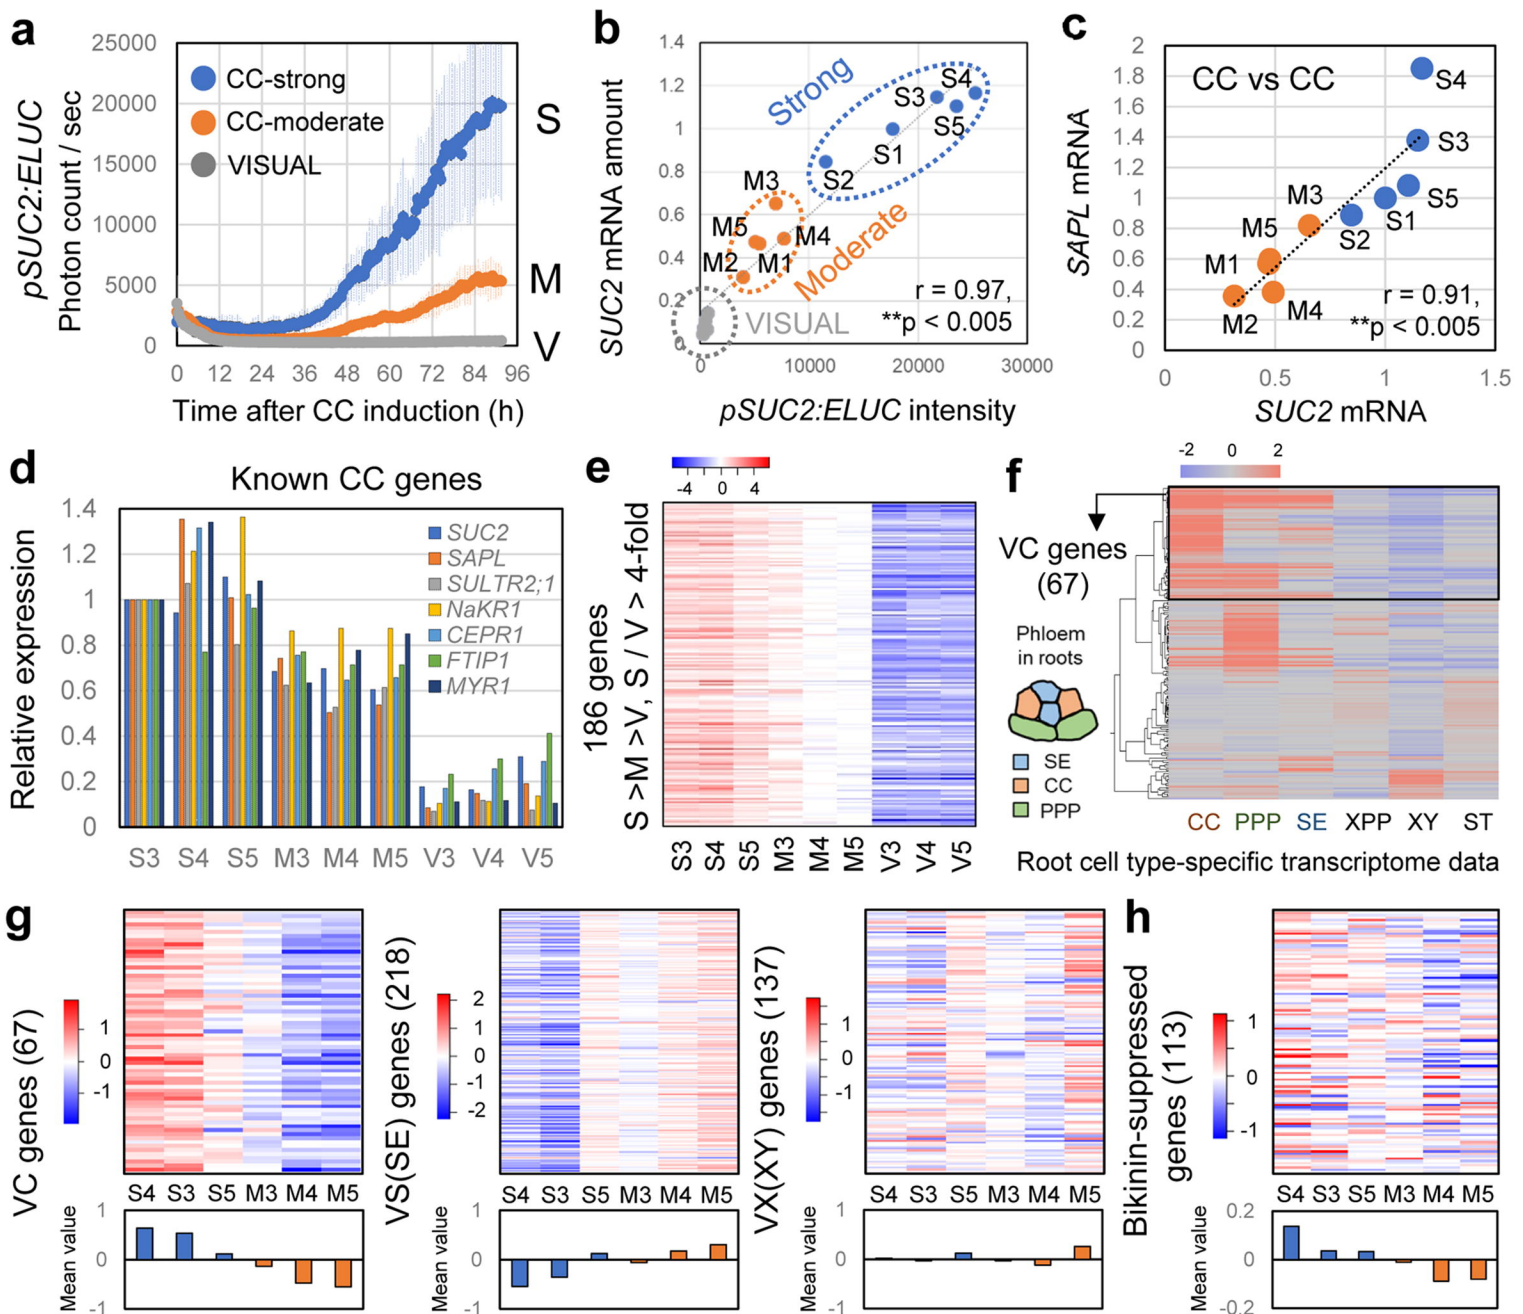 a
pSUC2:ELUC
Photon count / sec
25000
20000
15000
10000
5000
0
CC-strong
CC-moderate
VISUAL
S
M
V
0 12 24 36 48 60 72 84 96
Time after CC induction (h)
b
SUC2 mRNA amount
1.4
1.2
1
0.8
0.6
0.4
0.2
0
Strong
S4
S3
S5
S1
S2
M3
M5
M4
M2
M1
Moderate
VISUAL
r = 0.97,
**p < 0.005
0 10000 20000 30000
pSUC2:ELUC intensity
c
SAPL mRNA
2
1.8
1.6
1.4
1.2
1
0.8
0.6
0.4
0.2
0
CC vs CC
S4
S3
S5
S1
S2
M3
M5
M1
M4
M2
r = 0.91,
**p < 0.005
0 0.5 1 1.5
SUC2 mRNA
d
Known CC genes
Relative expression
1.4
1.2
1
0.8
0.6
0.4
0.2
0
SUC2
SAPL
SULTR2;1
NaKR1
CEPR1
FTIP1
MYR1
S3 S4 S5 M3 M4 M5 V3 V4 V5
e
-4 0 4
186 genes
S >M >V, S / V > 4-fold
S3 S4 S5 M3 M4 M5 V3 V4 V5
f
-2 0 2
VC genes
(67)
Phloem
in roots
SE
CC
PPP
CC PPP SE XPP XY ST
Root cell type-specific transcriptome data
g
VC genes (67)
1
0
-1
S4 S3 S5 M3 M4 M5
Mean value
1
0
-1
VS(SE) genes (218)
2
1
0
-1
-2
S4 S3 S5 M3 M4 M5
Mean value
1
0
-1
VX(XY) genes (137)
1
0
-1
S4 S3 S5 M3 M4 M5
Mean value
1
0
-1
h
Bikinin-suppressed
genes (113)
1
0
-1
S4 S3 S5 M3 M4 M5
Mean value
0.2
0
-0.2